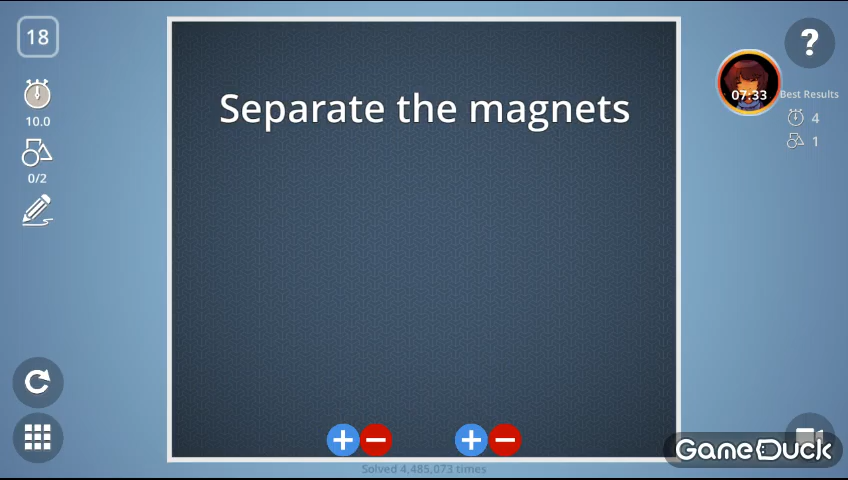 18
?
07:33
Best Results
10.0
4
1
0/2
Separate the magnets
GameDuck
Solved 4,485,073 times